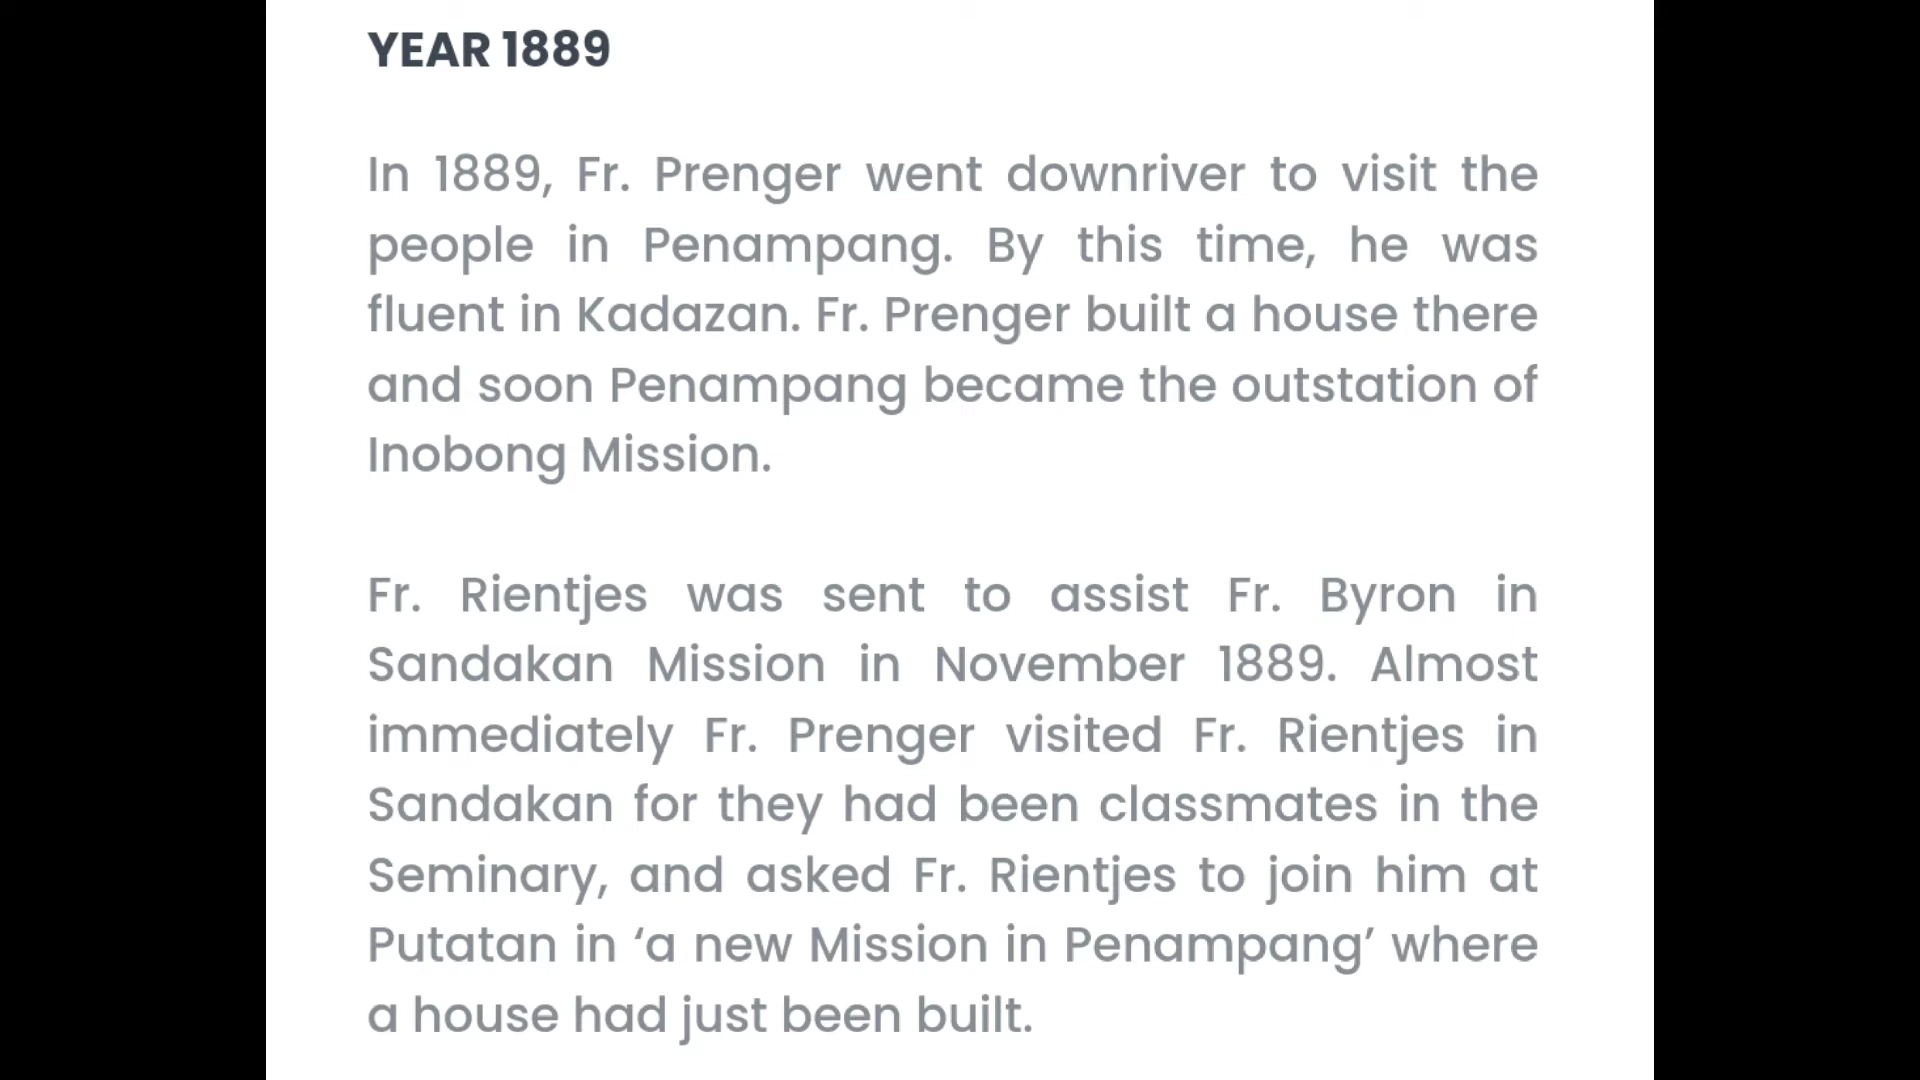 YEAR 1889
In 1889, Fr. Prenger went downriver to visit the
people in Penampang. By this time, he was
fluent in Kadazan. Fr. Prenger built a house there
and soon Penampang became the outstation of
Inobong Mission.
Fr. Rientjes was sent to assist Fr. Byron in
Sandakan Mission in November 1889. Almost
immediately Fr. Prenger visited Fr. Rientjes in
Sandakan for they had been classmates in the
Seminary, and asked Fr. Rientjes to join him at
Putatan in ‘a new Mission in Penampang’ where
a house had just been built.